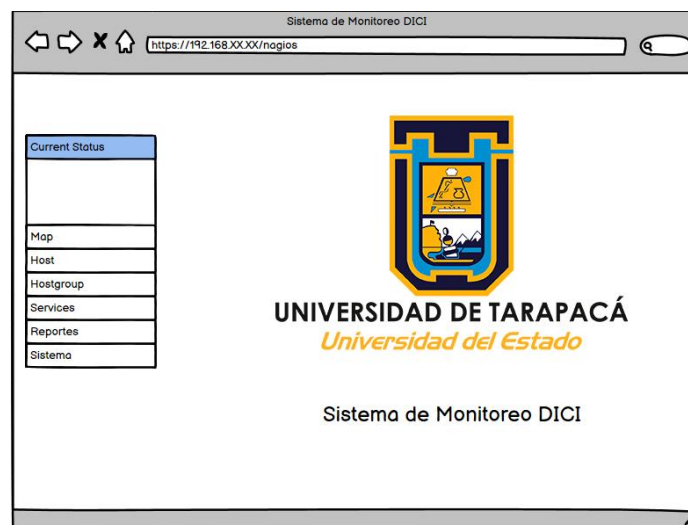 Sistema de Monitoreo DICI
https://192.168.XX.XX/nagios
Current Status
Map
Host
Hostgroup
Services
Reportes
Sistema
UNIVERSIDAD DE TARAPACÁ
Universidad del Estado
Sistema de Monitoreo DICI